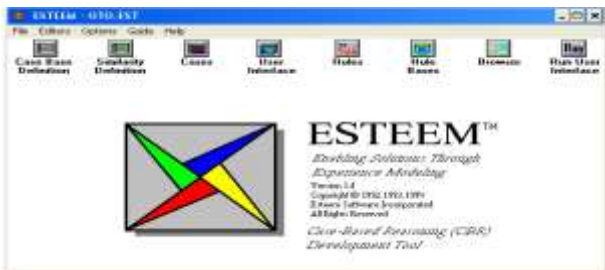 ESTEEM - OTO.EST
File Editors Options Guide Help
Case Base Definition
Similarity Definition
Cases
User Interface
Rules
Rule Bases
Browser
Run User Interface
ESTEEM™
Enabling Solutions Through
Experience Modeling
Version 1.4
Copyright © 1992, 1993, 1994
Esteem Software Incorporated
All Rights Reserved
Case-Based Reasoning (CBR)
Development Tool